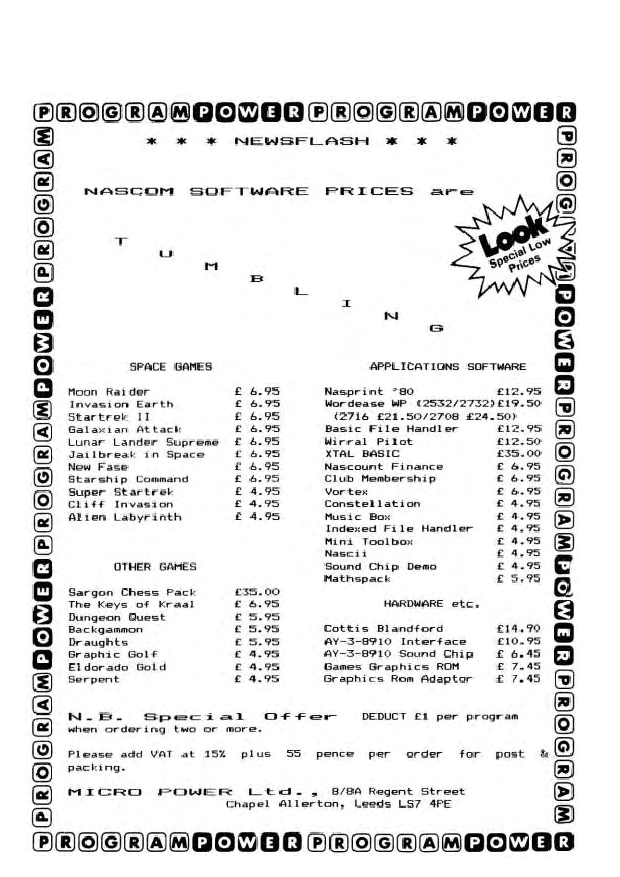 PROGRAMPOWERPROGRAMPOWER
* * * NEWSFLASH * * *
NASCOM SOFTWARE PRICES are
TUMBLING
Look
Special Low
Prices
SPACE GAMES
Moon Raider £ 6.95
Invasion Earth £ 6.95
Startrek II £ 6.95
Galaxian Attack £ 6.95
Lunar Lander Supreme £ 6.95
Jailbreak in Space £ 6.95
New Fase £ 6.95
Starship Command £ 6.95
Super Startrek £ 4.95
Cliff Invasion £ 4.95
Alien Labyrinth £ 4.95
OTHER GAMES
Sargon Chess Pack £35.00
The Keys of Kraal £ 6.95
Dungeon Quest £ 5.95
Backgammon £ 5.95
Draughts £ 5.95
Graphic Golf £ 4.95
Eldorado Gold £ 4.95
Serpent £ 4.95
APPLICATIONS SOFTWARE
Nasprint '80 £12.95
Wordease WP (2532/2732)£19.50
(2716 £21.50/2708 £24.50)
Basic File Handler £12.95
Wirral Pilot £12.50
XTAL BASIC £35.00
Nascount Finance £ 6.95
Club Membership £ 6.95
Vortex £ 6.95
Constellation £ 4.95
Music Box £ 4.95
Indexed File Handler £ 4.95
Mini Toolbox £ 4.95
Nascii £ 4.95
Sound Chip Demo £ 4.95
Mathspack £ 5.95
HARDWARE etc.
Cottis Blandford £14.90
AY-3-8910 Interface £10.95
AY-3-8910 Sound Chip £ 6.45
Games Graphics ROM £ 7.45
Graphics Rom Adaptor £ 7.45
N.B. Special Offer DEDUCT £1 per program
when ordering two or more.
Please add VAT at 15% plus 55 pence per order for post &
packing.
MICRO POWER Ltd., 8/8A Regent Street
Chapel Allerton, Leeds LS7 4PE
PROGRAMPOWERPROGRAMPOWER
PROGRAMPOWERPROGRAMPOWERPROGRAM
PROGRAMPOWERPROGRAMPOWERPROGRAM